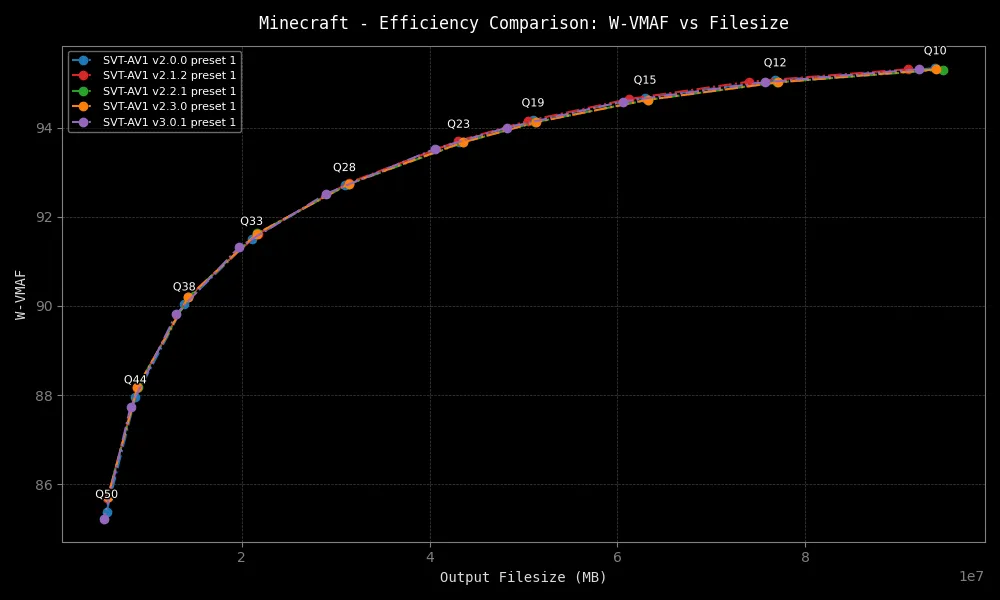 Minecraft - Efficiency Comparison: W-VMAF vs Filesize
SVT-AV1 v2.0.0 preset 1
SVT-AV1 v2.1.2 preset 1
SVT-AV1 v2.2.1 preset 1
SVT-AV1 v2.3.0 preset 1
SVT-AV1 v3.0.1 preset 1
Q10
Q12
Q15
Q19
Q23
Q28
Q33
Q38
Q44
Q50
94
92
90
88
86
W-VMAF
2
4
6
8
1e7
Output Filesize (MB)